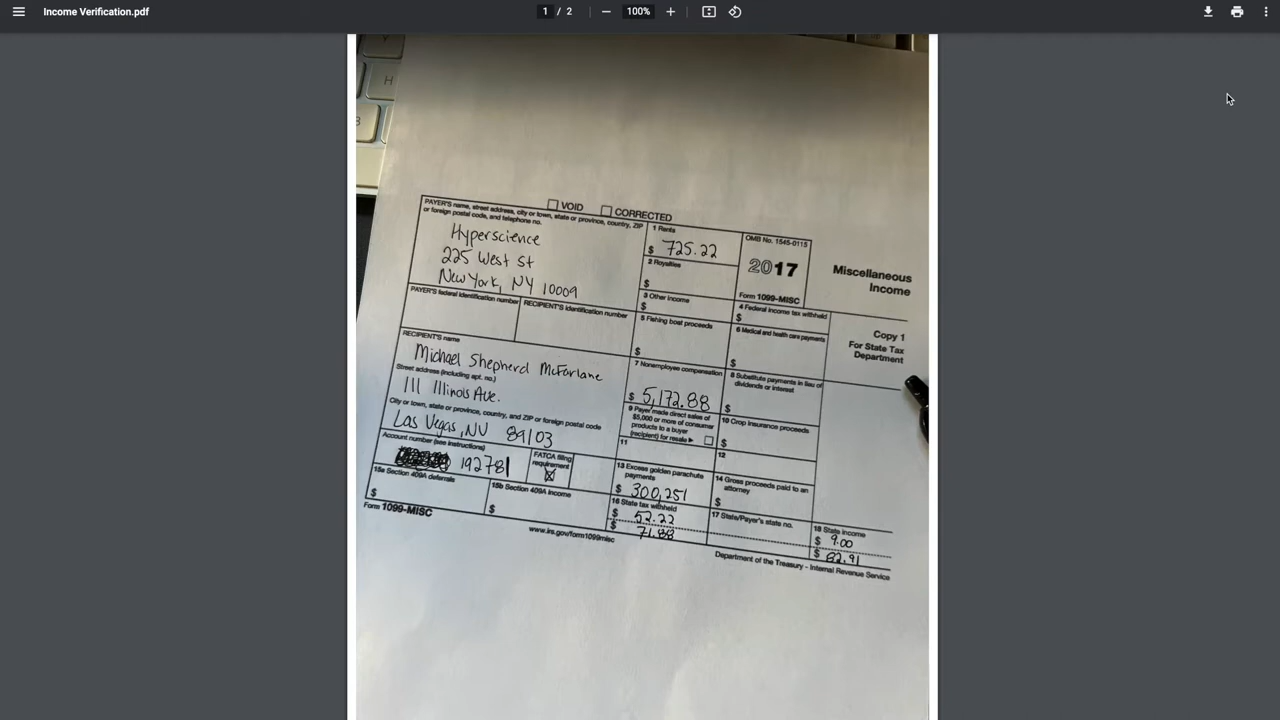 Income Verification.pdf
1 / 2
100%
VOID
CORRECTED
PAYER'S name, street address, city or town, state or province, country, ZIP
or foreign postal code, and telephone no.
Hyperscience
225 West St
New York, NY 10009
1 Rents
$ 725.22
2 Royalties
$
3 Other income
$
OMB No. 1545-0115
2017
Form 1099-MISC
Miscellaneous
Income
PAYER'S federal identification number
RECIPIENT'S identification number
4 Federal income tax withheld
$
5 Fishing boat proceeds
$
6 Medical and health care payments
$
Copy 1
For State Tax
Department
RECIPIENT'S name
Michael Shepherd McFarlane
Street address (including apt. no.)
111 Illinois Ave.
City or town, state or province, country, and ZIP or foreign postal code
Las Vegas, NV 89103
7 Nonemployee compensation
$ 5,172.88
8 Substitute payments in lieu of
dividends or interest
$
9 Payer made direct sales of
$5,000 or more of consumer
products to a buyer
(recipient) for resale ►
10 Crop insurance proceeds
$
11
12
Account number (see instructions)
192781
FATCA filing
requirement
13 Excess golden parachute
payments
$ 300,251
14 Gross proceeds paid to an
attorney
$
15a Section 409A deferrals
$
15b Section 409A income
$
16 State tax withheld
$ 52.22
$ 71.88
17 State/Payer's state no.
18 State income
$ 9.00
$ 82.91
Form 1099-MISC
www.irs.gov/form1099misc
Department of the Treasury - Internal Revenue Service